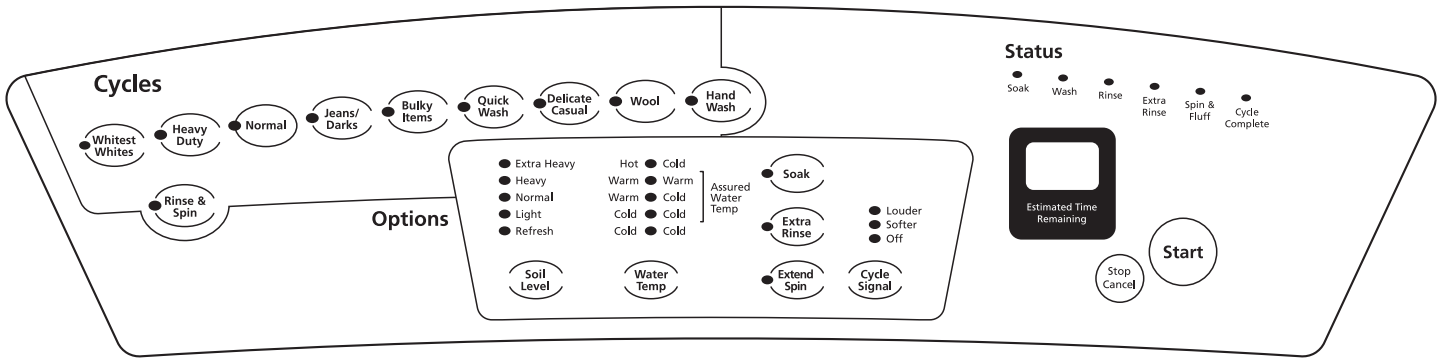 Cycles
Whitest
Whites
Heavy
Duty
Normal
Jeans/
Darks
Bulky
Items
Quick
Wash
Delicate
Casual
Wool
Hand
Wash
Rinse &
Spin
Options
Extra Heavy
Heavy
Normal
Light
Refresh
Soil
Level
Hot Cold
Warm Warm
Warm Cold
Cold Cold
Cold Cold
Assured
Water
Temp
Water
Temp
Soak
Extra
Rinse
Extend
Spin
Louder
Softer
Off
Cycle
Signal
Status
Soak
Wash
Rinse
Extra
Rinse
Spin &
Fluff
Cycle
Complete
Estimated Time
Remaining
Stop
Cancel
Start